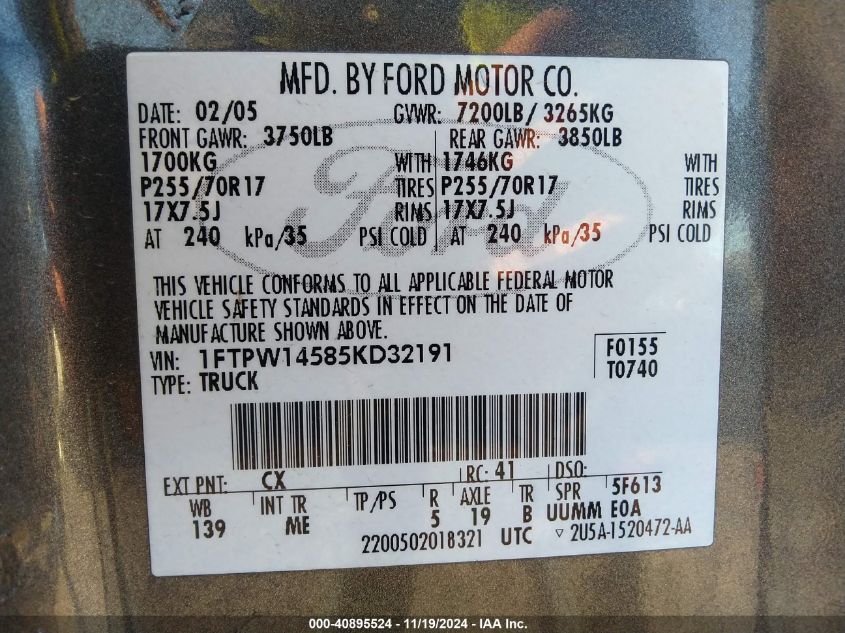 MFD. BY FORD MOTOR CO.
DATE: 02/05 GVWR: 7200LB/ 3265KG
FRONT GAWR: 3750LB REAR GAWR: 3850LB
1700KG WITH 1746KG WITH
P255/70R17 TIRES P255/70R17 TIRES
17X7.5J RIMS 17X7.5J RIMS
AT 240 kPa/35 PSI COLD AT 240 kPa/35 PSI COLD
Ford
THIS VEHICLE CONFORMS TO ALL APPLICABLE FEDERAL MOTOR
VEHICLE SAFETY STANDARDS IN EFFECT ON THE DATE OF
MANUFACTURE SHOWN ABOVE.
VIN: 1FTPW14585KD32191 F0155
TYPE: TRUCK T0740
EXT PNT: CX RC: 41 DSO:
WB INT TR TP/PS R AXLE TR SPR 5F613
139 ME 5 19 B UUMM EOA
2200502018321 UTC ▽ 2U5A-1520472-AA
000-40895524 - 11/19/2024 - IAA Inc.